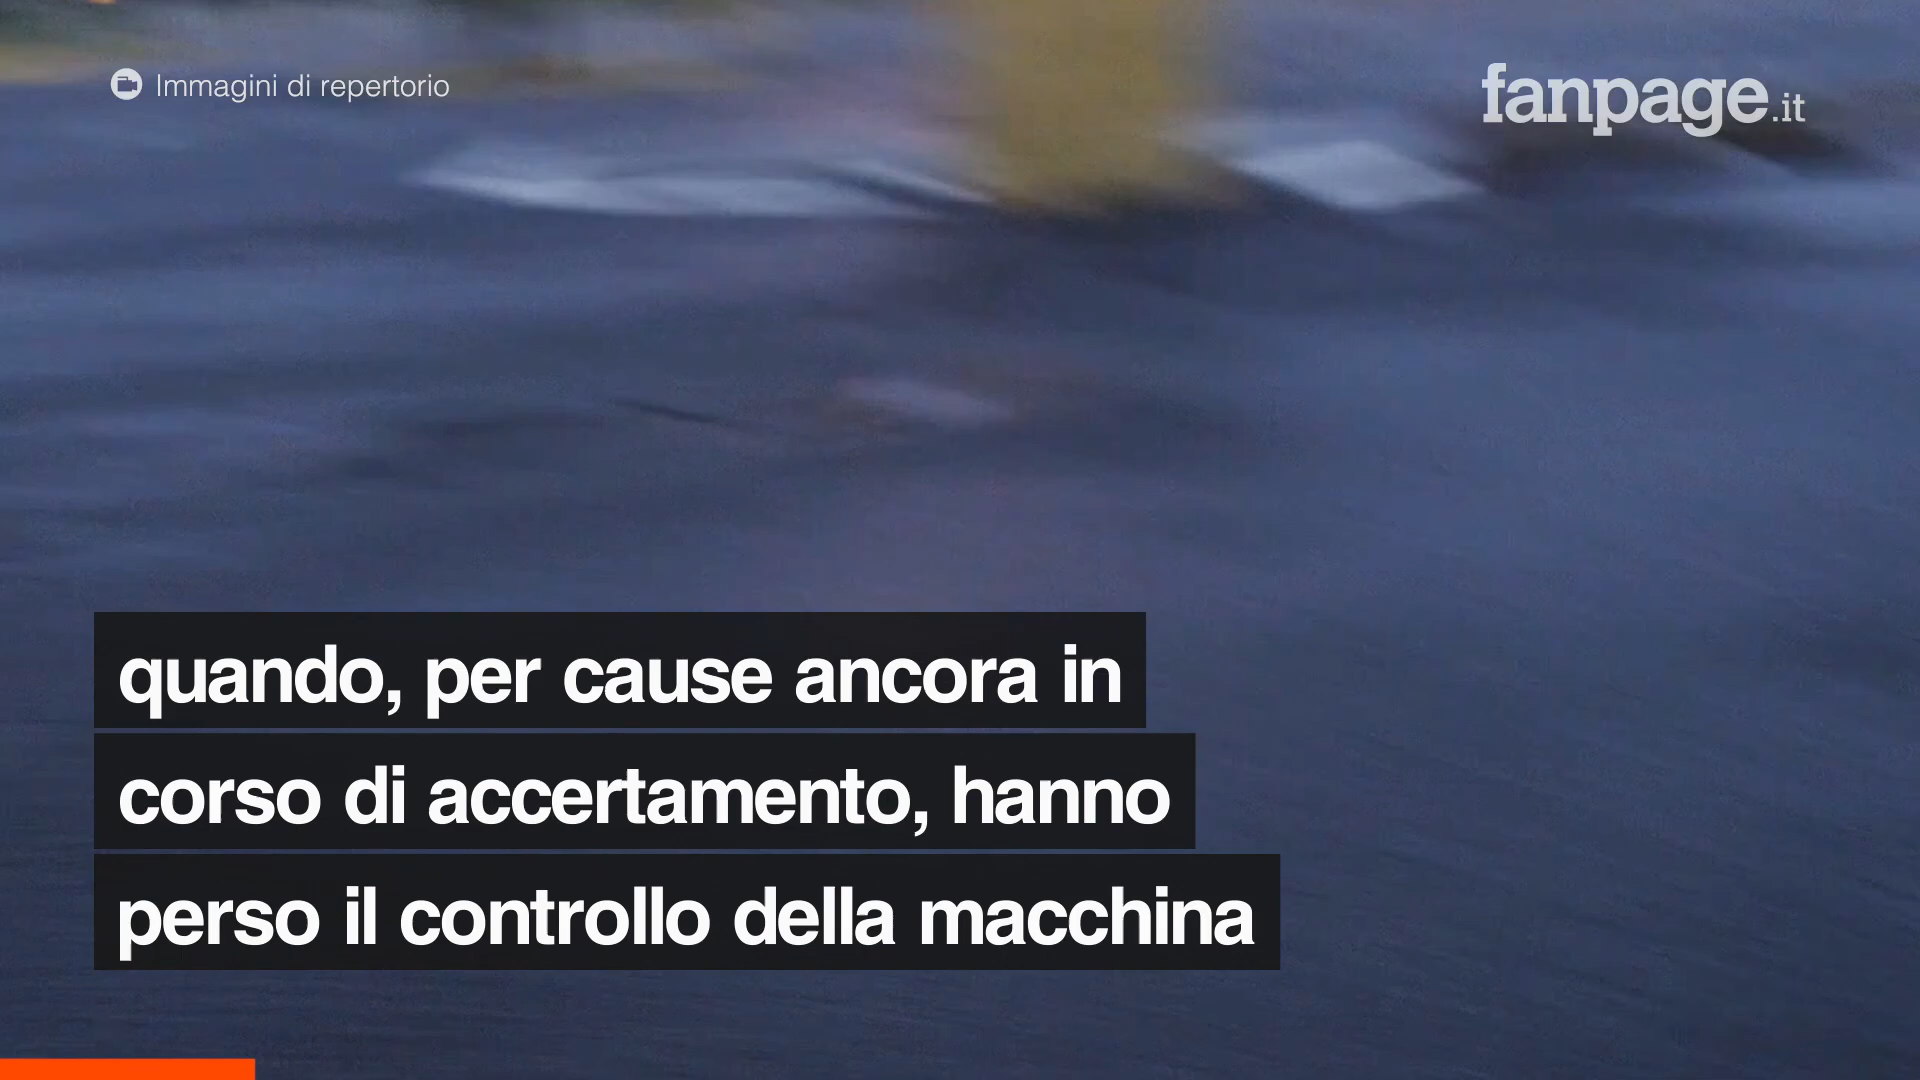 Immagini di repertorio
fanpage.it
quando, per cause ancora in
corso di accertamento, hanno
perso il controllo della macchina